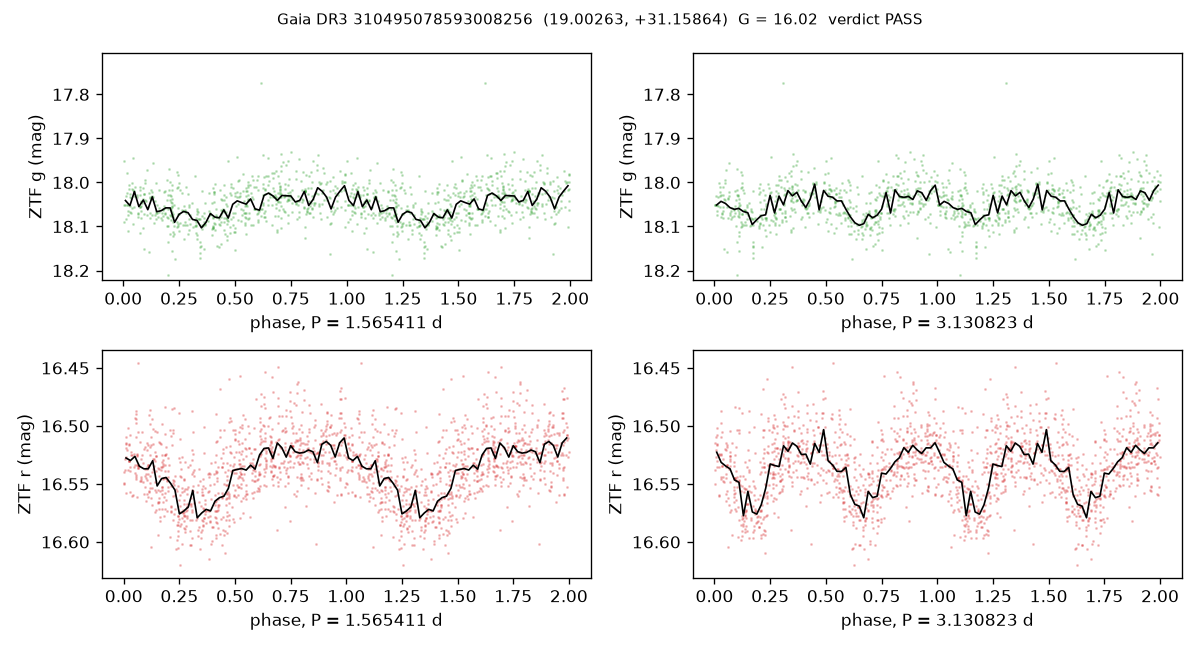 Gaia DR3 310495078593008256  (19.00263, +31.15864)  G = 16.02  verdict PASS
ZTF g (mag)
17.8
17.9
18.0
18.1
18.2
0.00 0.25 0.50 0.75 1.00 1.25 1.50 1.75 2.00
phase, P = 1.565411 d
ZTF g (mag)
17.8
17.9
18.0
18.1
18.2
0.00 0.25 0.50 0.75 1.00 1.25 1.50 1.75 2.00
phase, P = 3.130823 d
ZTF r (mag)
16.45
16.50
16.55
16.60
0.00 0.25 0.50 0.75 1.00 1.25 1.50 1.75 2.00
phase, P = 1.565411 d
ZTF r (mag)
16.45
16.50
16.55
16.60
0.00 0.25 0.50 0.75 1.00 1.25 1.50 1.75 2.00
phase, P = 3.130823 d